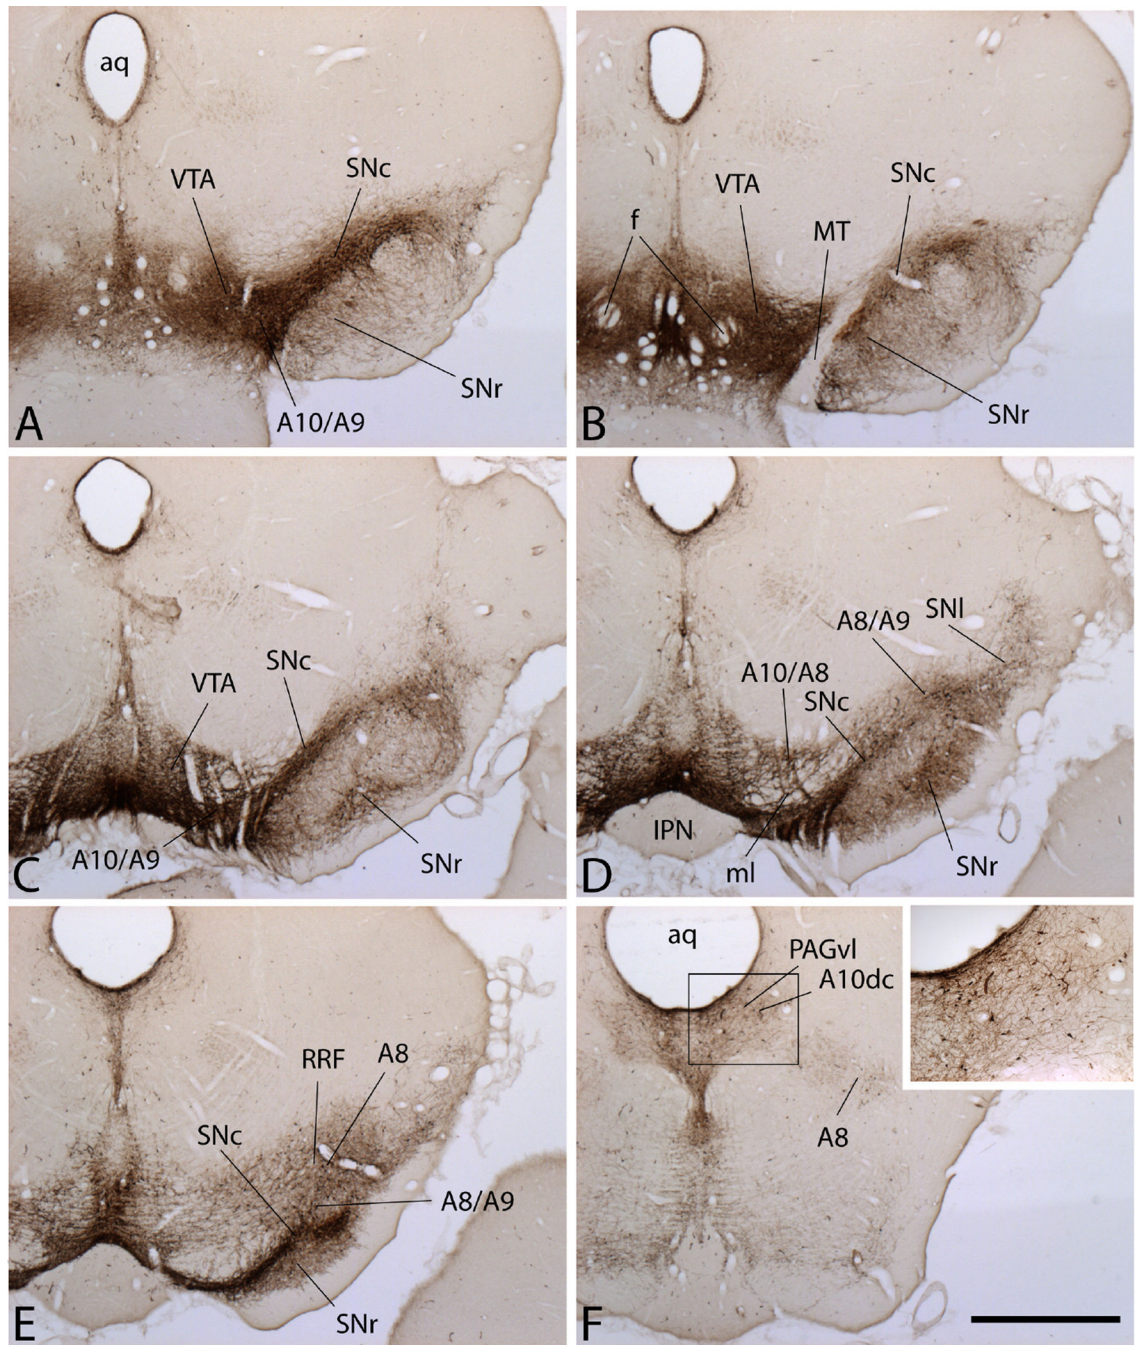 aq
VTA
SNc
SNr
A10/A9
A
f
VTA
MT
SNc
SNr
B
VTA
SNc
A10/A9
SNr
C
A8/A9
SNl
A10/A8
SNc
IPN
ml
SNr
D
RRF
A8
SNc
A8/A9
SNr
E
aq
PAGvl
A10dc
A8
F